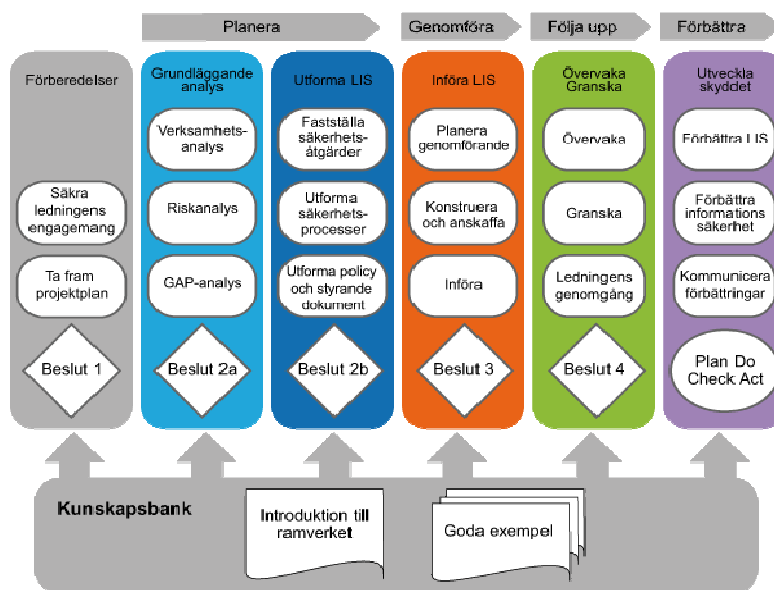 Planera
Genomföra
Följa upp
Förbättra
Förberedelser
Säkra
ledningens
engagemang
Ta fram
projektplan
Beslut 1
Grundläggande
analys
Verksamhets-
analys
Riskanalys
GAP-analys
Beslut 2a
Utforma LIS
Fastställa
säkerhets-
åtgärder
Utforma
säkerhets-
processer
Utforma policy
och styrande
dokument
Beslut 2b
Införa LIS
Planera
genomförande
Konstruera
och anskaffa
Införa
Beslut 3
Övervaka
Granska
Övervaka
Granska
Ledningens
genomgång
Beslut 4
Utveckla
skyddet
Förbättra LIS
Förbättra
informations
säkerhet
Kommunicera
förbättringar
Plan Do
Check Act
Kunskapsbank
Introduktion till
ramverket
Goda exempel